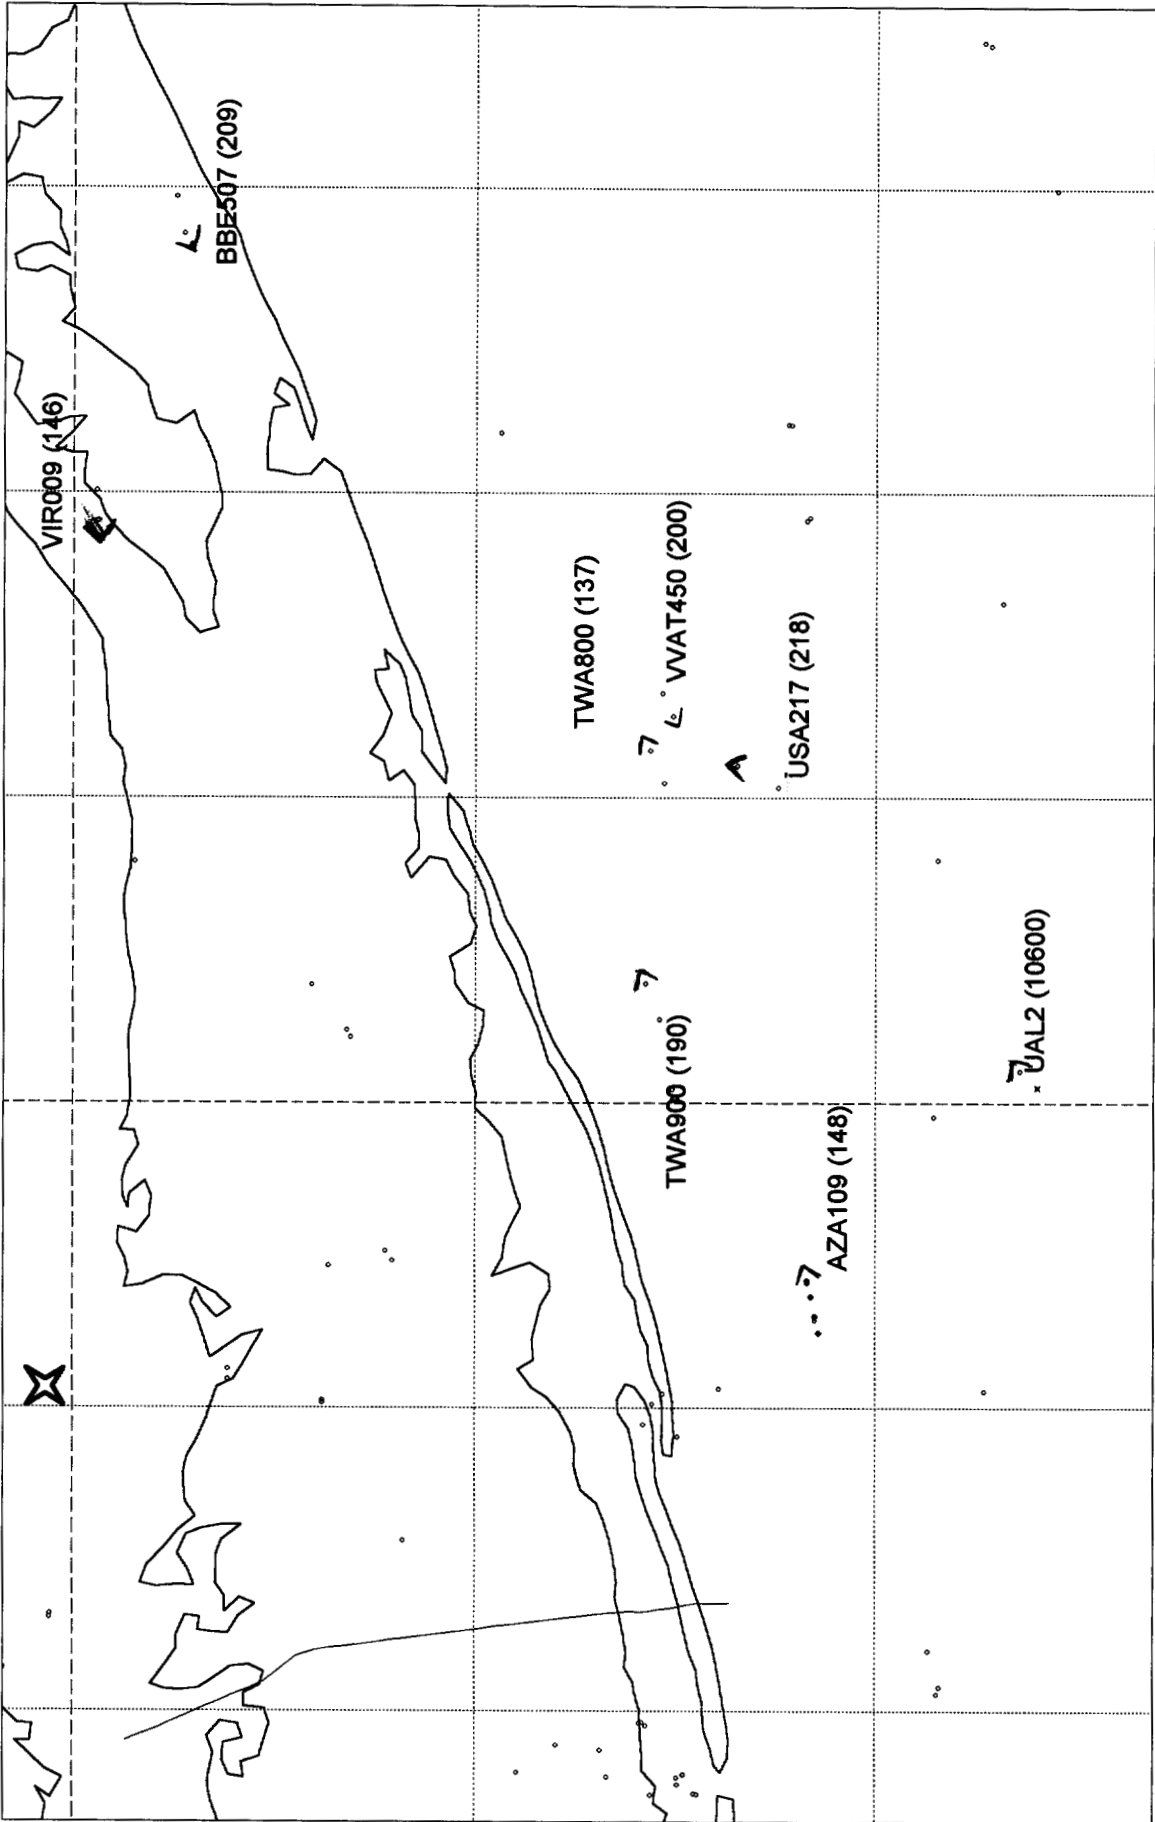 VIR009 (146)
BBE507 (209)
TWA800 (137)
VVAT450 (200)
USA217 (218)
TWA900 (190)
AZA109 (148)
UAL2 (10600)